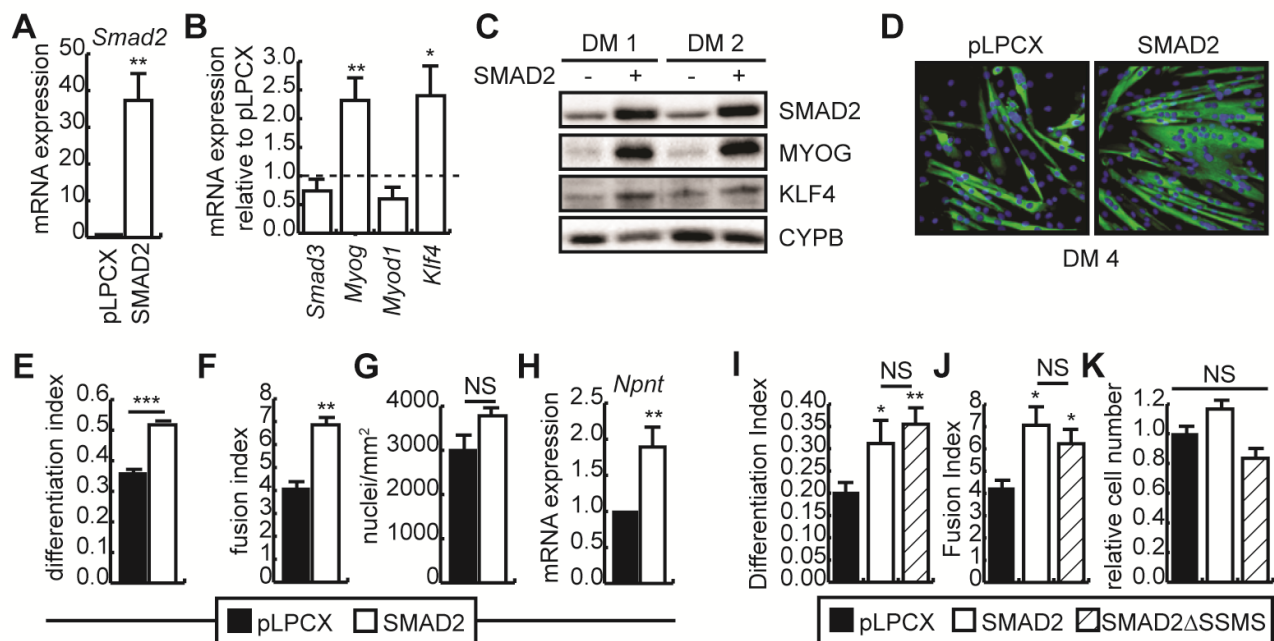 A
Smad2
mRNA expression
50
40
30
20
10
0
**
pLPCX
SMAD2
B
mRNA expression
relative to pLPCX
3.0
2.5
2.0
1.5
1.0
0.5
0.0
**
*
Smad3
Myog
Myod1
Klf4
C
DM 1 DM 2
SMAD2 - + - +
SMAD2
MYOG
KLF4
CYPB
D
pLPCX SMAD2
DM 4
E
differentiation index
0.6
0.5
0.4
0.3
0.2
0.1
0.0
***
F
fusion index
8
7
6
5
4
3
2
1
0
**
G
nuclei/mm²
4000
3000
2000
1000
0
NS
H
Npnt
mRNA expression
2.5
2.0
1.5
1.0
0.0
**
pLPCX SMAD2
I
Differentiation Index
0.40
0.35
0.30
0.25
0.20
0.15
0.10
0.05
0.00
NS
* **
J
Fusion Index
8
7
6
5
4
3
2
1
0
NS
* *
K
relative cell number
1.2
1.0
0.8
0.6
0.4
0.2
0.0
NS
pLPCX SMAD2 SMAD2ΔSSMS